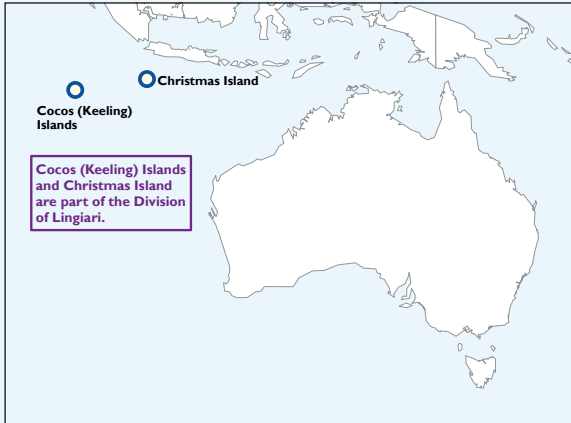 Christmas Island
Cocos (Keeling)
Islands
Cocos (Keeling) Islands
and Christmas Island
are part of the Division
of Lingiari.